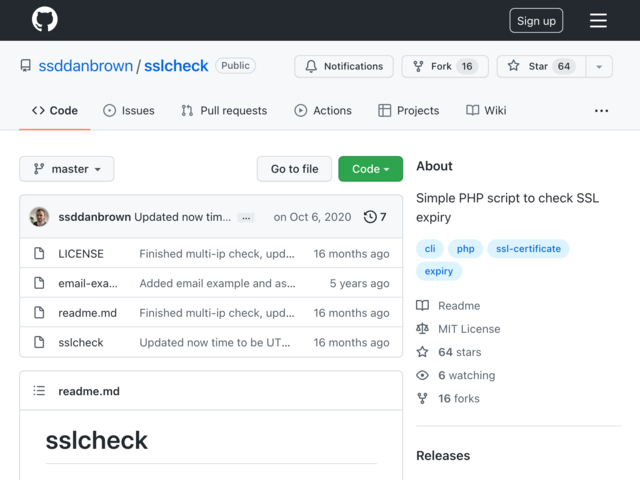 Sign up
ssddanbrown / sslcheck Public
Notifications Fork 16 Star 64
Code Issues Pull requests Actions Projects Wiki
master Go to file Code
ssddanbrown Updated now tim... ... on Oct 6, 2020 7
LICENSE Finished multi-ip check, upd... 16 months ago
email-exa... Added email example and as... 5 years ago
readme.md Finished multi-ip check, upd... 16 months ago
sslcheck Updated now time to be UT... 16 months ago
readme.md
sslcheck
About
Simple PHP script to check SSL
expiry
cli php ssl-certificate
expiry
Readme
MIT License
64 stars
6 watching
16 forks
Releases